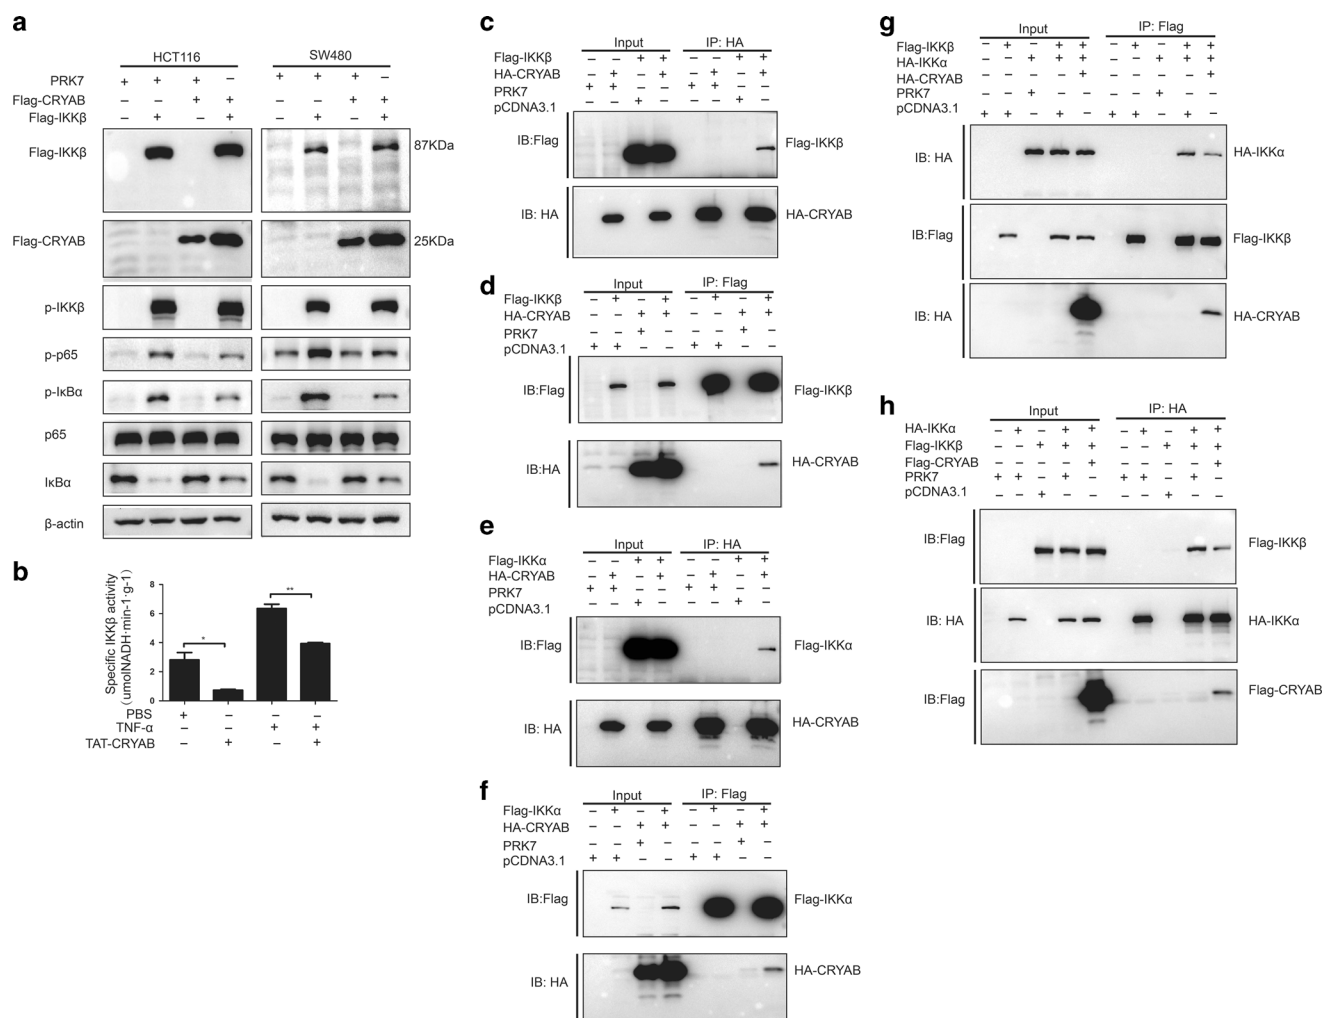 a
HCT116 SW480
PRK7 + + + – + + + –
Flag-CRYAB – – + + – – + +
Flag-IKKβ – + – + – + – +
Flag-IKKβ 87KDa
Flag-CRYAB 25KDa
p-IKKβ
p-p65
p-IκBα
p65
IκBα
β-actin
b
Specific IKKβ activity
(umolNADH·min-1·g-1)
8
6
4
2
0
* **
PBS + – – –
TNF-α – – + +
TAT-CRYAB – + – +
c
Input IP: HA
Flag-IKKβ – – + + – – + +
HA-CRYAB – + – + – + – +
PRK7 + + – – + + – –
pCDNA3.1 – – + – – – + –
IB:Flag Flag-IKKβ
IB: HA HA-CRYAB
d
Input IP: Flag
Flag-IKKβ – + – + – + – +
HA-CRYAB – – + + – – + +
PRK7 – – + – – – + –
pCDNA3.1 + + – – + + – –
IB:Flag Flag-IKKβ
IB:HA HA-CRYAB
e
Input IP: HA
Flag-IKKα – – + + – – + +
HA-CRYAB – + – + – + – +
PRK7 + + – – + + – –
pCDNA3.1 – – + – – – + –
IB:Flag Flag-IKKα
IB: HA HA-CRYAB
f
Input IP: Flag
Flag-IKKα – + – + – + – +
HA-CRYAB – – + + – – + +
PRK7 – – + – – – + –
pCDNA3.1 + + – – + + – –
IB:Flag Flag-IKKα
IB: HA HA-CRYAB
g
Input IP: Flag
Flag-IKKβ – + – + + – + – + +
HA-IKKα – – + + + – – + + +
HA-CRYAB – – – – + – – – – +
PRK7 – – + – – – – + – –
pCDNA3.1 + + – + – + + – + –
IB: HA HA-IKKα
IB:Flag Flag-IKKβ
IB: HA HA-CRYAB
h
Input IP: HA
HA-IKKα – + – + + – + – + +
Flag-IKKβ – – + + + – – + + +
Flag-CRYAB – – – – + – – – – +
PRK7 + + – + – + + – + –
pCDNA3.1 – – + – – – – + – –
IB:Flag Flag-IKKβ
IB: HA HA-IKKα
IB:Flag Flag-CRYAB